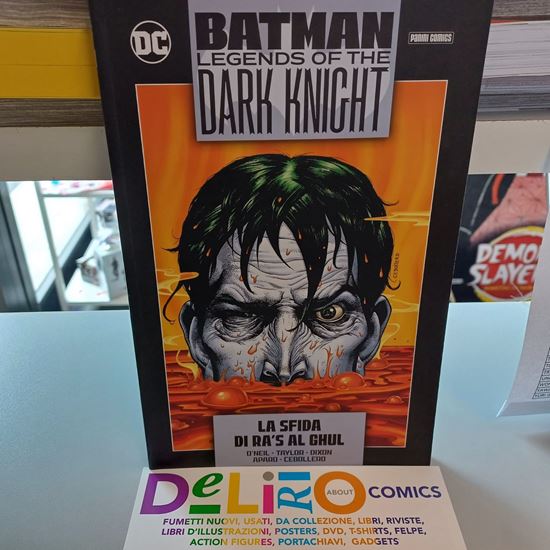 DC
BATMAN
LEGENDS OF THE
DARK KNIGHT
PANINI COMICS
CEBOLLERO
DEMON
SLAYER
LA SFIDA
DI RA'S AL GHUL
O'NEIL • TAYLOR • DIXON
APARO • CEBOLLERO
DELIRIO ABOUT COMICS
FUMETTI NUOVI, USATI, DA COLLEZIONE, LIBRI, RIVISTE,
LIBRI D'ILLUSTRAZIONI, POSTERS, DVD, T-SHIRTS, FELPE,
ACTION FIGURES, PORTACHIAVI, GADGETS